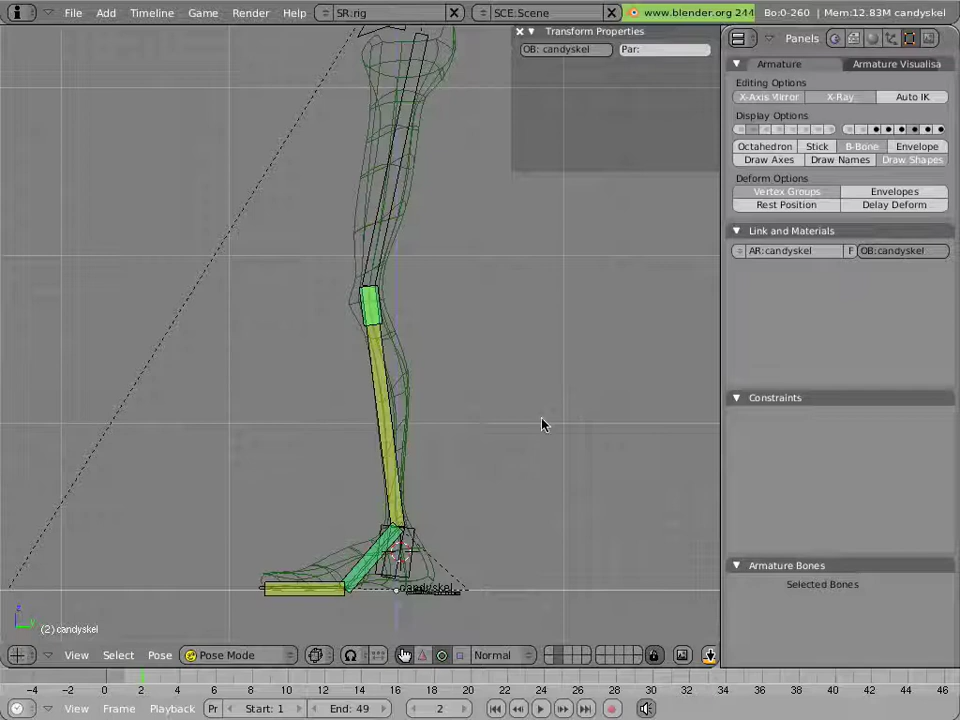 File Add Timeline Game Render Help SR:rig SCE:Scene www.blender.org 244 Bo:0-260 | Mem:12.83M candyskel
Transform Properties
OB: candyskel Par:
Panels
Armature Armature Visualisa
Editing Options
X-Axis Mirror X-Ray Auto IK
Display Options
Octahedron Stick B-Bone Envelope
Draw Axes Draw Names Draw Shapes
Deform Options
Vertex Groups Envelopes
Rest Position Delay Deform
Link and Materials
AR:candyskel F OB:candyskel
Constraints
Armature Bones
Selected Bones
candyskel
z
y
(2) candyskel
View Select Pose Pose Mode Normal
-4 -2 0 2 4 6 8 10 12 14 16 18 20 22 24 26 28 30 32 34 36 38 40 42 44 46
View Frame Playback Pr Start: 1 End: 49 2